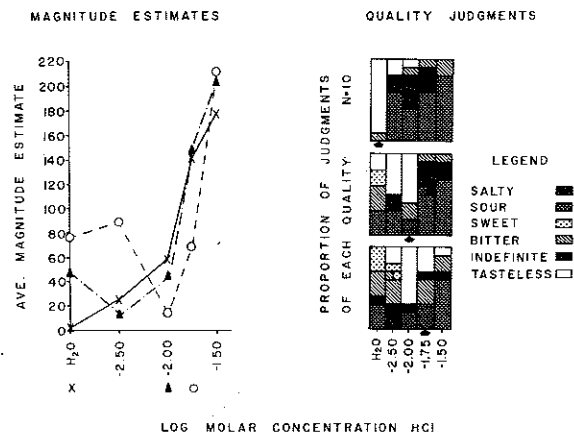 MAGNITUDE ESTIMATES
QUALITY JUDGMENTS
AVE. MAGNITUDE ESTIMATE
220
200
180
160
140
120
100
80
60
40
20
0
H2O
-2.50
-2.00
-1.50
X ▲ O
PROPORTION OF JUDGMENTS
OF EACH QUALITY
N=10
H2O
-2.50
-2.00
-1.75
-1.50
LEGEND
SALTY
SOUR
SWEET
BITTER
INDEFINITE
TASTELESS
LOG MOLAR CONCENTRATION HCl